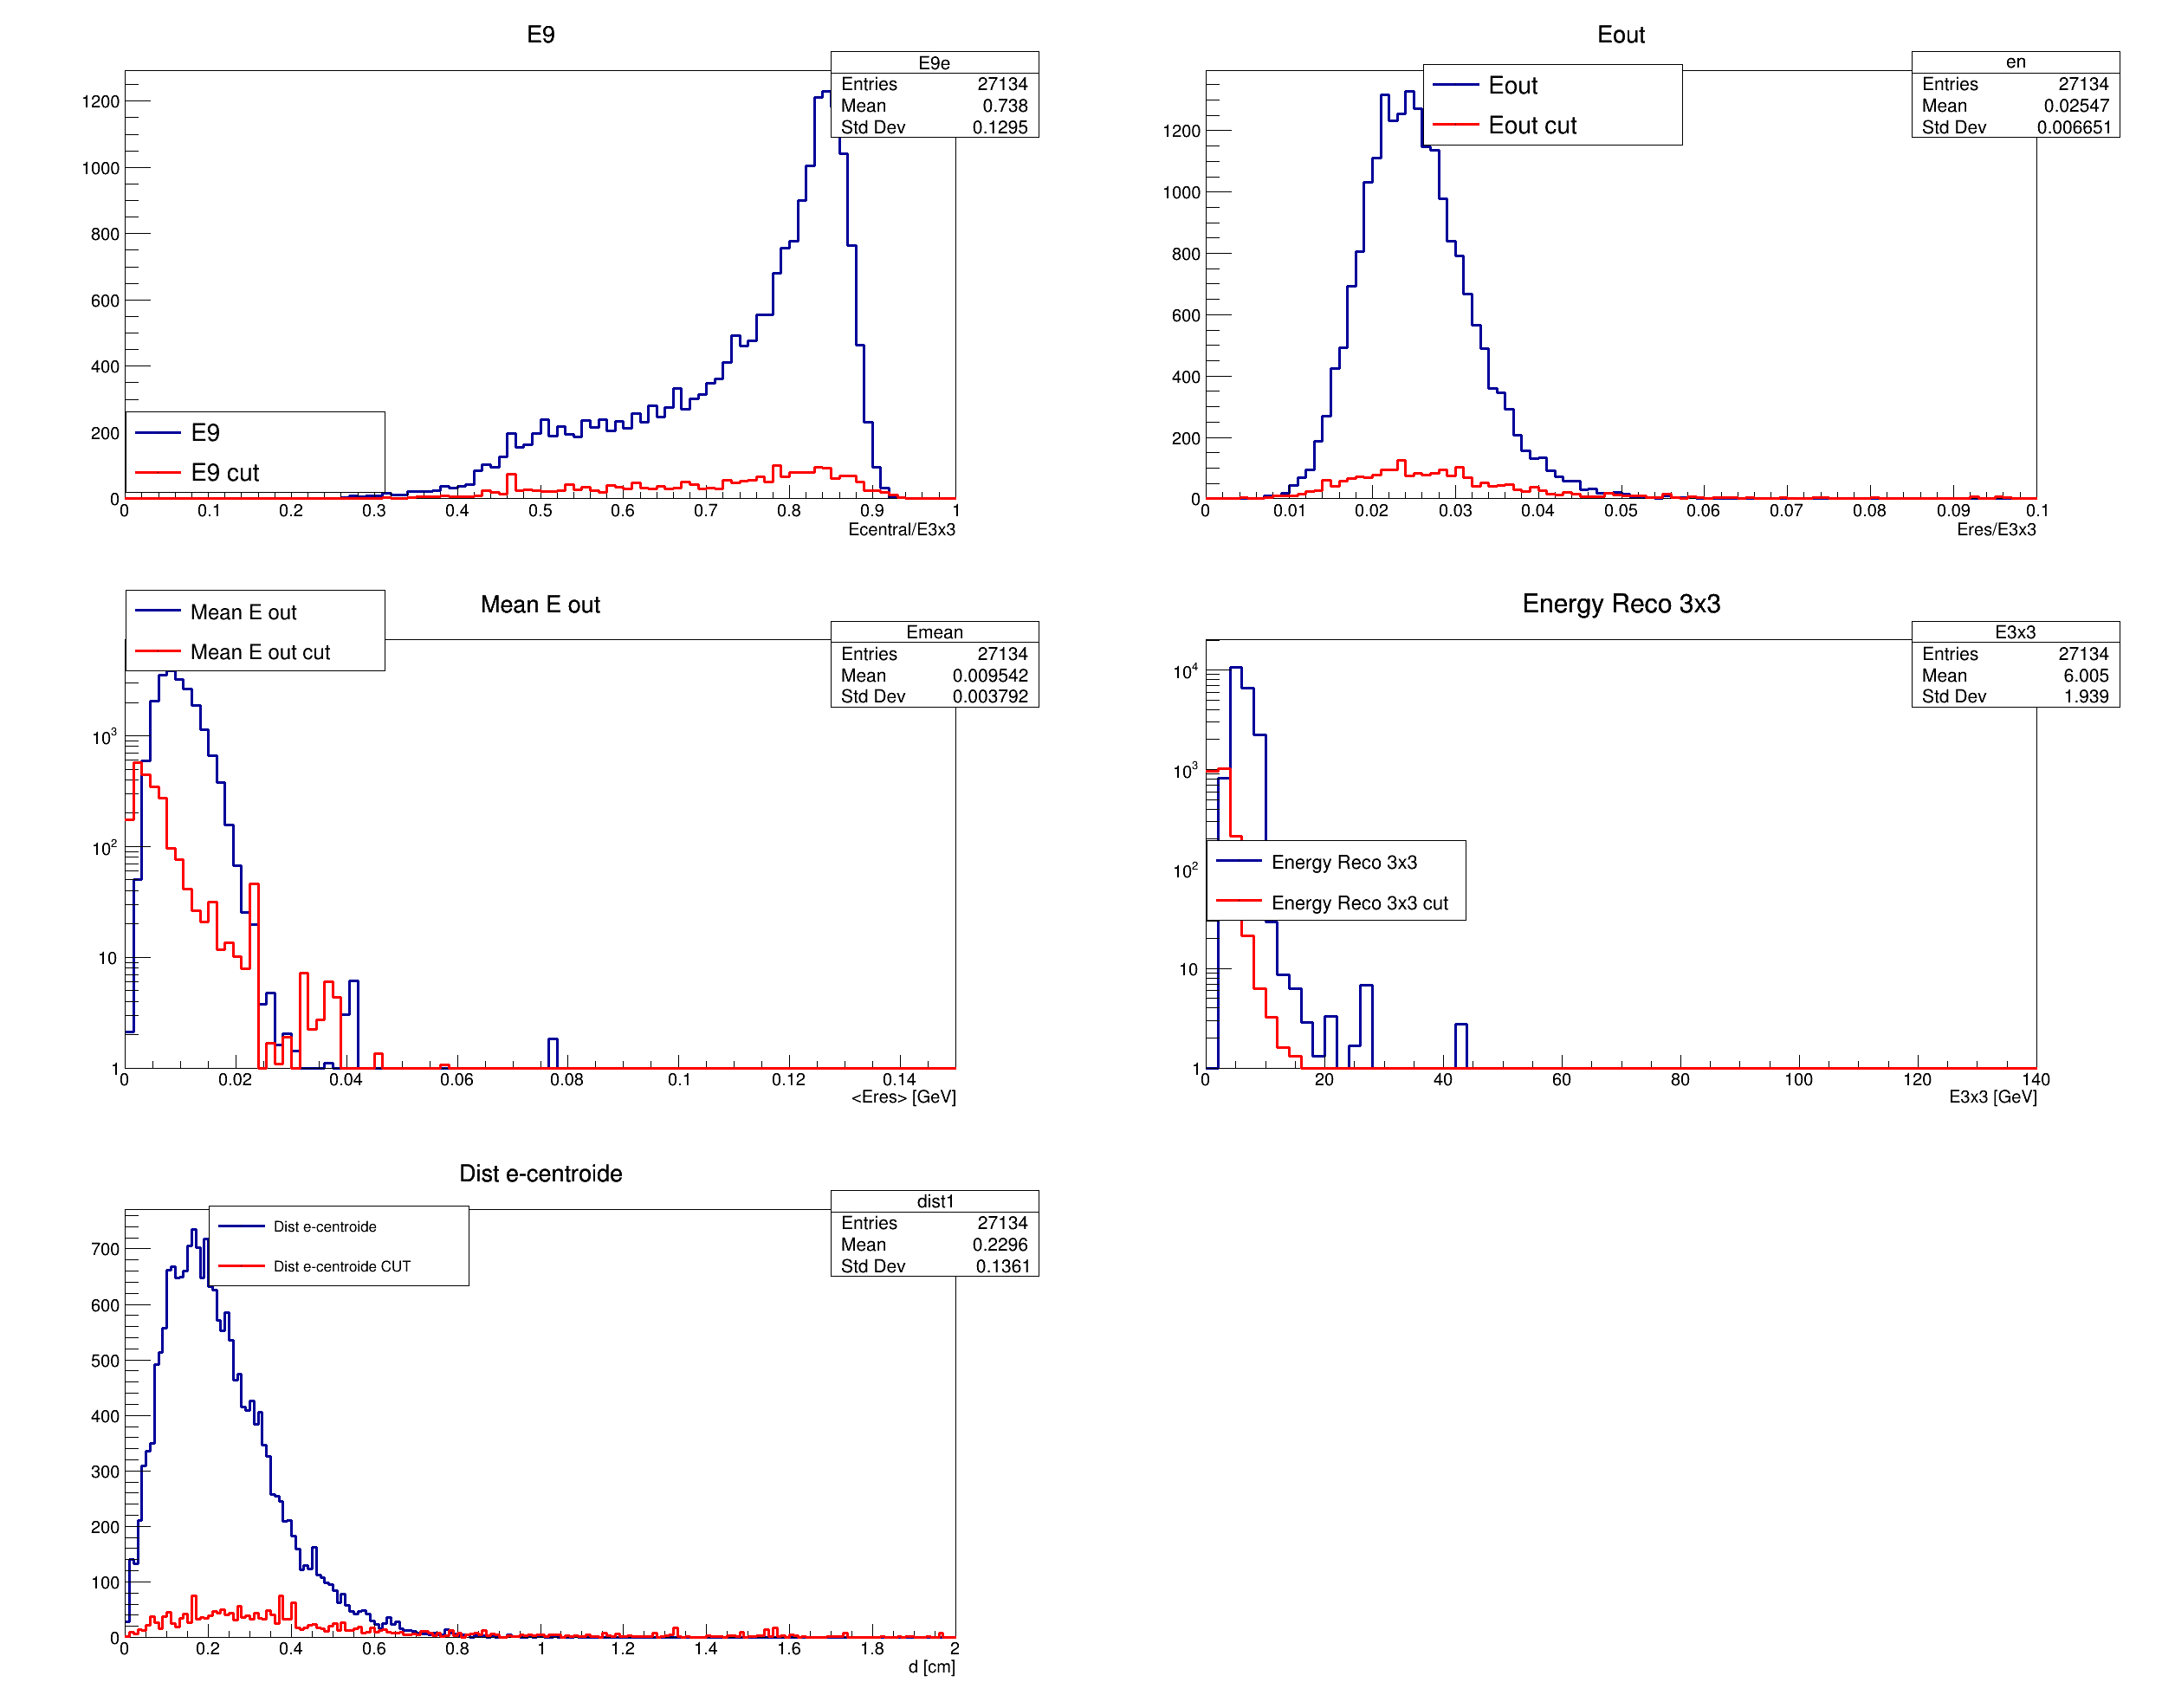 E9
E9e
Entries 27134
Mean 0.738
Std Dev 0.1295
1200
1000
800
600
400
200
0
E9
E9 cut
0 0.1 0.2 0.3 0.4 0.5 0.6 0.7 0.8 0.9 1
Ecentral/E3x3
Eout
en
Entries 27134
Mean 0.02547
Std Dev 0.006651
Eout
Eout cut
1200
1000
800
600
400
200
0
0 0.01 0.02 0.03 0.04 0.05 0.06 0.07 0.08 0.09 0.1
Eres/E3x3
Mean E out
Mean E out
Mean E out cut
Emean
Entries 27134
Mean 0.009542
Std Dev 0.003792
10³
10²
10
1
0 0.02 0.04 0.06 0.08 0.1 0.12 0.14
<Eres> [GeV]
Energy Reco 3x3
E3x3
Entries 27134
Mean 6.005
Std Dev 1.939
10⁴
10³
10²
10
1
Energy Reco 3x3
Energy Reco 3x3 cut
0 20 40 60 80 100 120 140
E3x3 [GeV]
Dist e-centroide
Dist e-centroide
Dist e-centroide CUT
dist1
Entries 27134
Mean 0.2296
Std Dev 0.1361
700
600
500
400
300
200
100
0
0 0.2 0.4 0.6 0.8 1 1.2 1.4 1.6 1.8 2
d [cm]